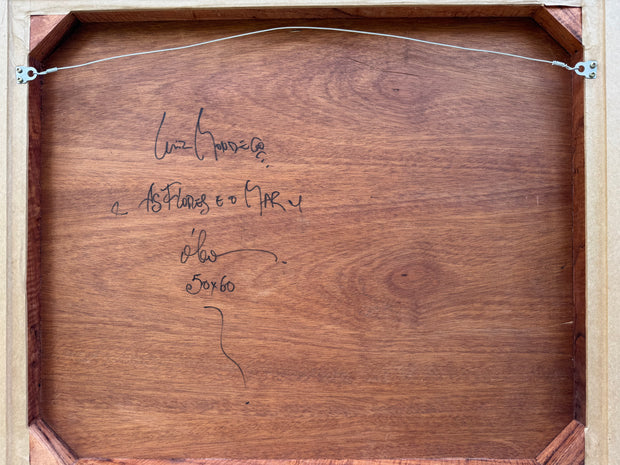 Luiz Mondego
" As Flores e o Mar "
óleo
50x60